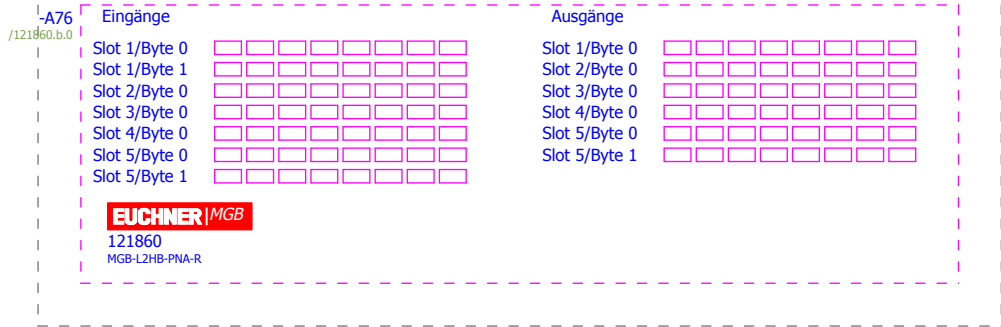 -A76
/121860.b.0
Eingänge
Slot 1/Byte 0
Slot 1/Byte 1
Slot 2/Byte 0
Slot 3/Byte 0
Slot 4/Byte 0
Slot 5/Byte 0
Slot 5/Byte 1
Ausgänge
Slot 1/Byte 0
Slot 2/Byte 0
Slot 3/Byte 0
Slot 4/Byte 0
Slot 5/Byte 0
Slot 5/Byte 1
EUCHNER|MGB
121860
MGB-L2HB-PNA-R